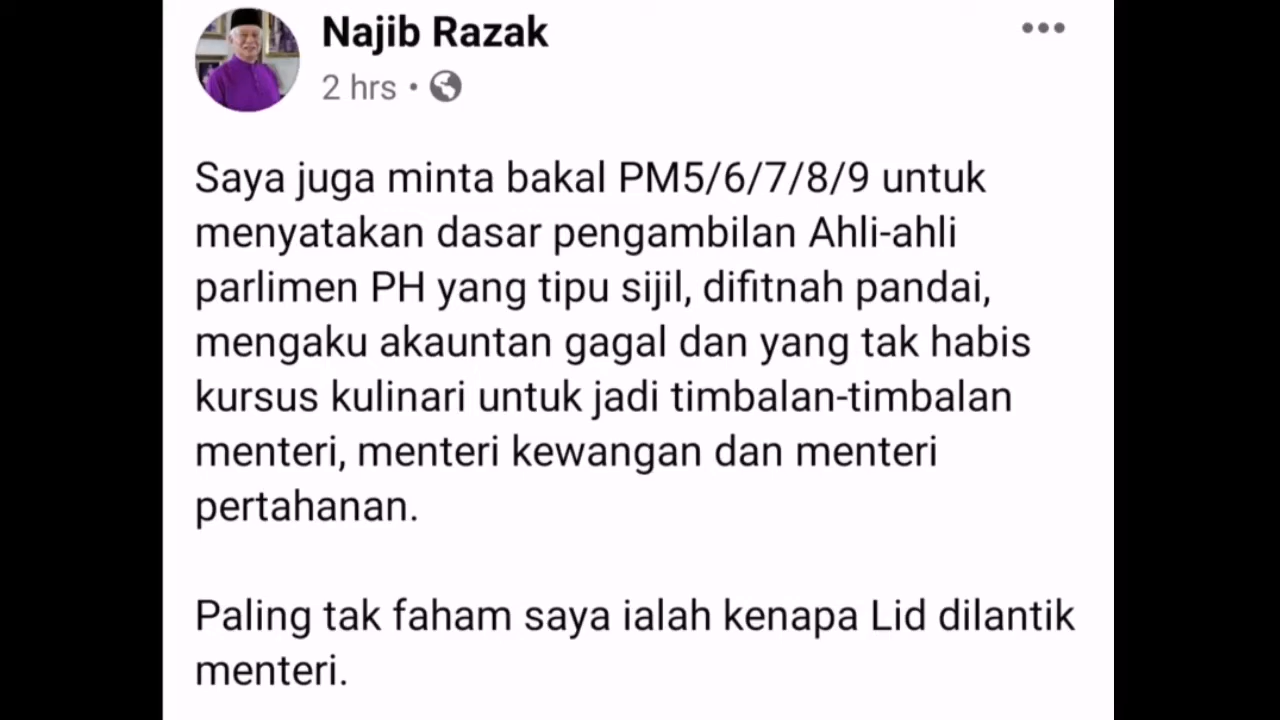 Najib Razak
2 hrs •
Saya juga minta bakal PM5/6/7/8/9 untuk
menyatakan dasar pengambilan Ahli-ahli
parlimen PH yang tipu sijil, difitnah pandai,
mengaku akauntan gagal dan yang tak habis
kursus kulinari untuk jadi timbalan-timbalan
menteri, menteri kewangan dan menteri
pertahanan.
Paling tak faham saya ialah kenapa Lid dilantik
menteri.